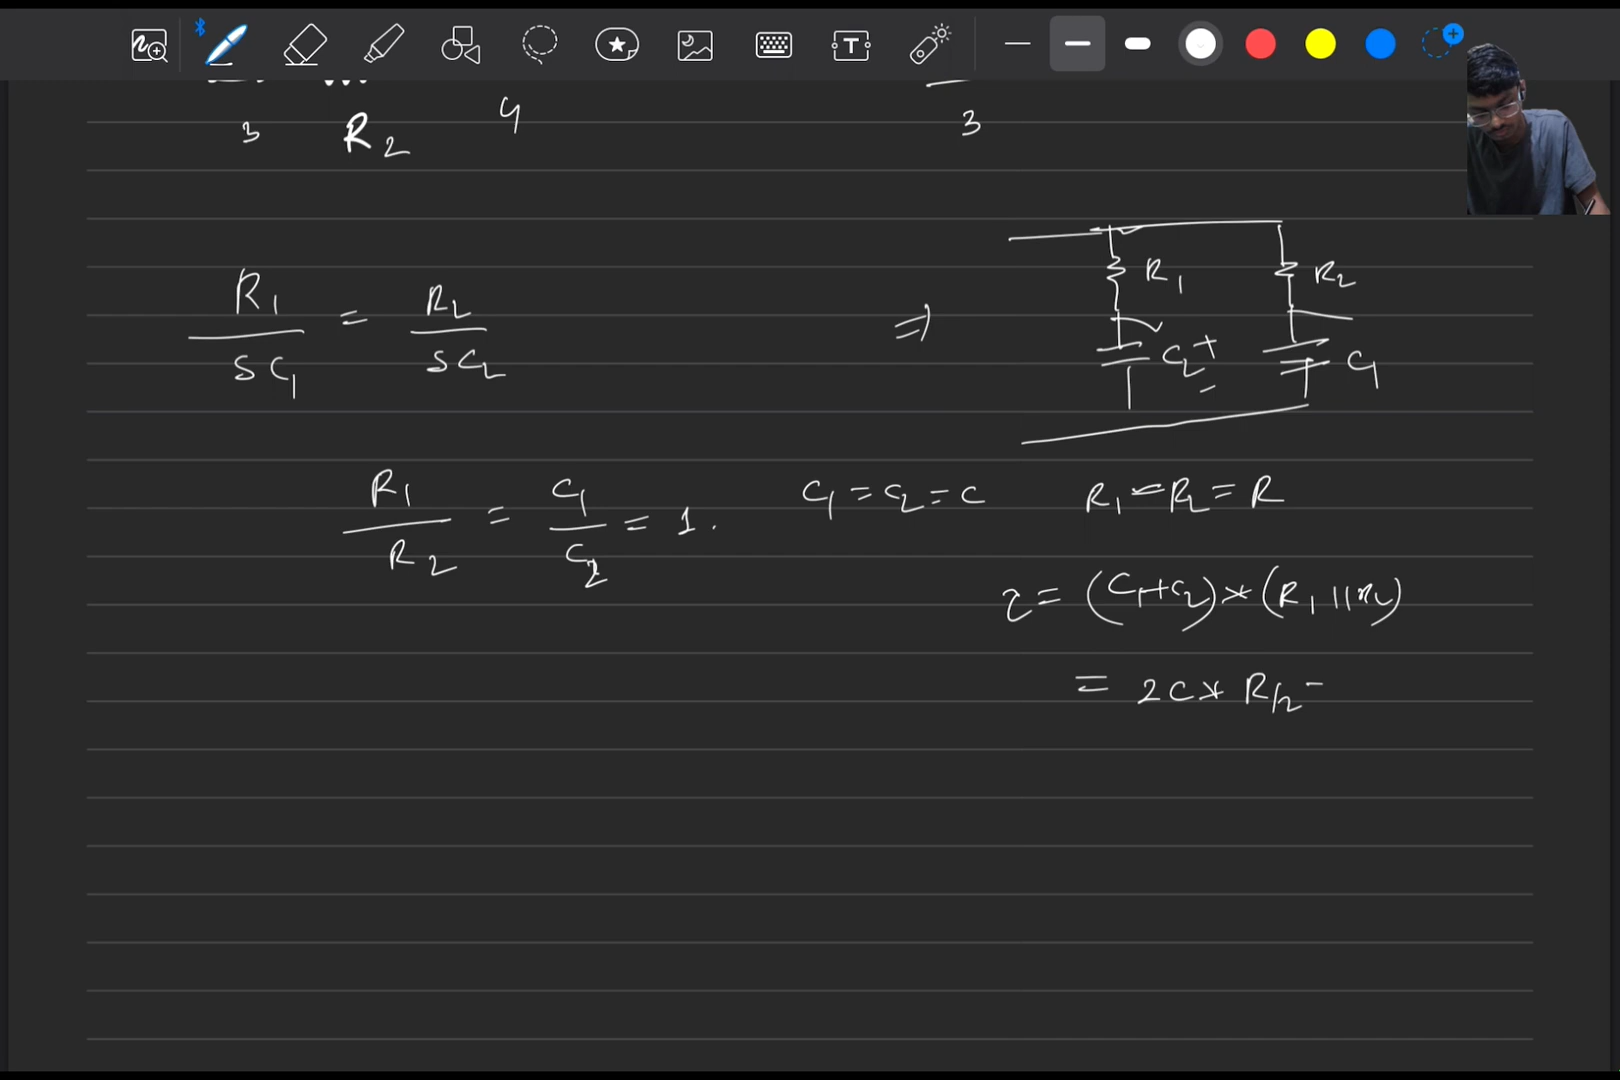 3 R2 4 3
R1 R2
R1/SC1 = R2/SC2 ⇒ C2 + - C1
R1/R2 = C1/C2 = 1. C1 = C2 = C R1 = R2 = R
τ = (C1+C2)*(R1||R2)
= 2C* R/2 -
T